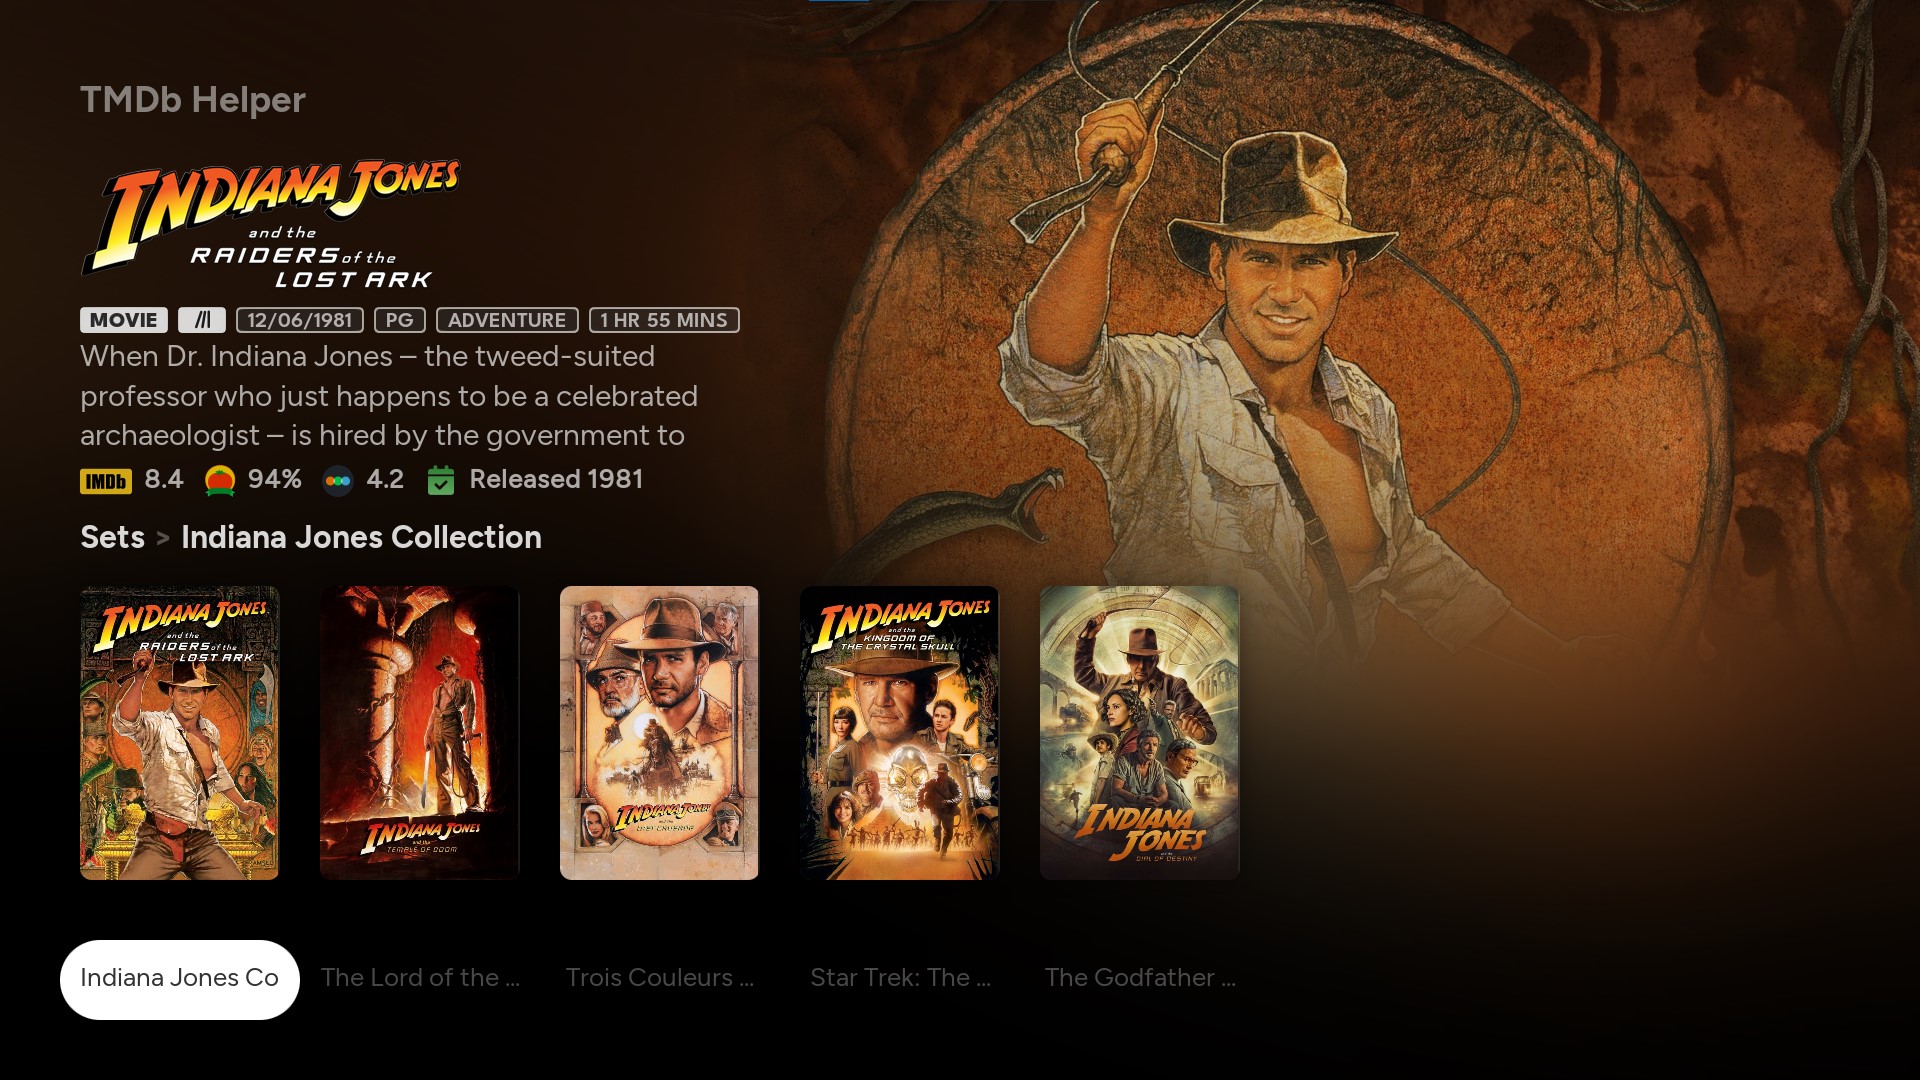 TMDb Helper
INDIANA JONES
and the
RAIDERS of the
LOST ARK
MOVIE 12/06/1981 PG ADVENTURE 1 HR 55 MINS
When Dr. Indiana Jones – the tweed-suited
professor who just happens to be a celebrated
archaeologist – is hired by the government to
IMDb 8.4 94% 4.2 Released 1981
Sets > Indiana Jones Collection
INDIANA JONES
and the
RAIDERS of the
LOST ARK
INDIANA JONES
and the
TEMPLE OF DOOM
INDIANA JONES
and the
LAST CRUSADE
INDIANA JONES
and the
KINGDOM OF
THE CRYSTAL SKULL
INDIANA
JONES
and the
DIAL OF DESTINY
Indiana Jones Co
The Lord of the ...
Trois Couleurs ...
Star Trek: The ...
The Godfather ...